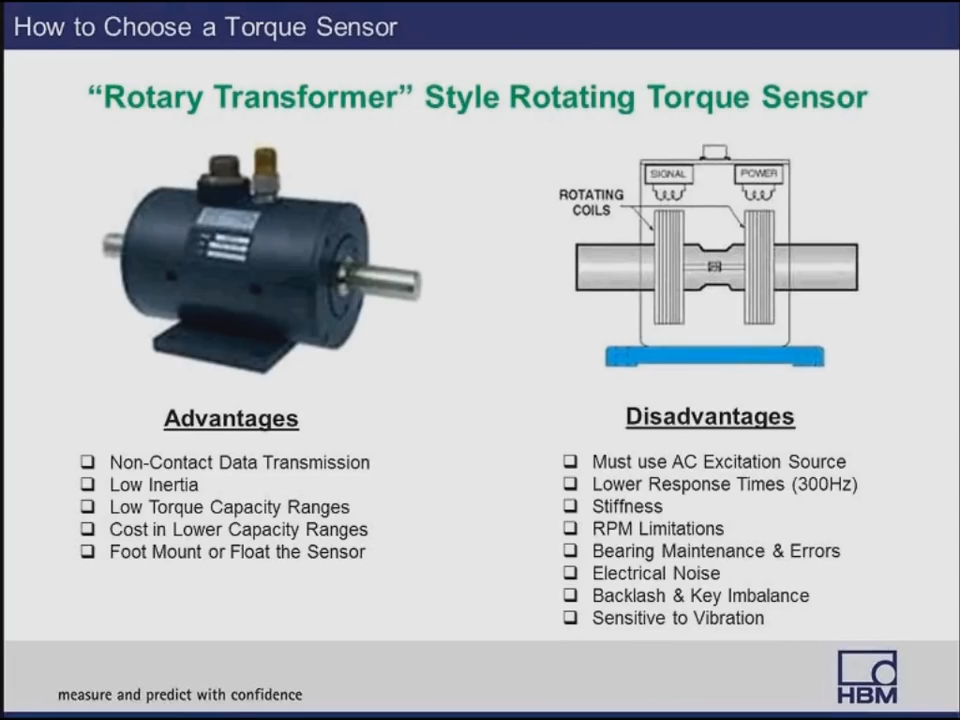 How to Choose a Torque Sensor
“Rotary Transformer” Style Rotating Torque Sensor
SIGNAL
POWER
ROTATING
COILS
Advantages
Non-Contact Data Transmission
Low Inertia
Low Torque Capacity Ranges
Cost in Lower Capacity Ranges
Foot Mount or Float the Sensor
Disadvantages
Must use AC Excitation Source
Lower Response Times (300Hz)
Stiffness
RPM Limitations
Bearing Maintenance & Errors
Electrical Noise
Backlash & Key Imbalance
Sensitive to Vibration
measure and predict with confidence
HBM